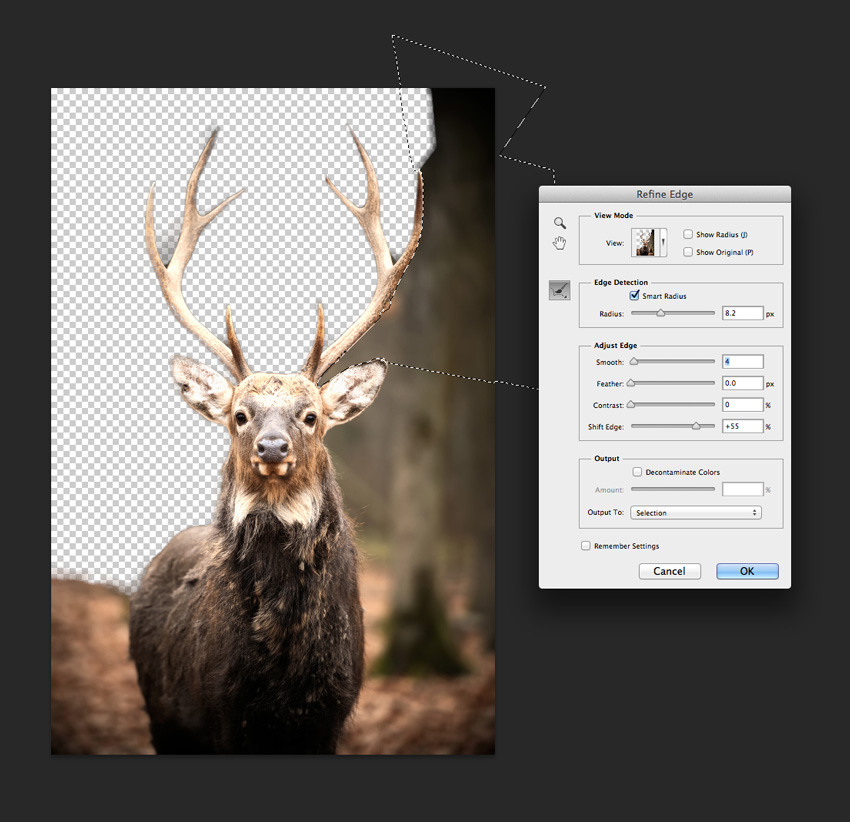 Refine Edge
View Mode
View:
Show Radius (J)
Show Original (P)
Edge Detection
Smart Radius
Radius: 8.2 px
Adjust Edge
Smooth: 4
Feather: 0.0 px
Contrast: 0 %
Shift Edge: +55 %
Output
Decontaminate Colors
Amount: %
Output To: Selection
Remember Settings
Cancel OK